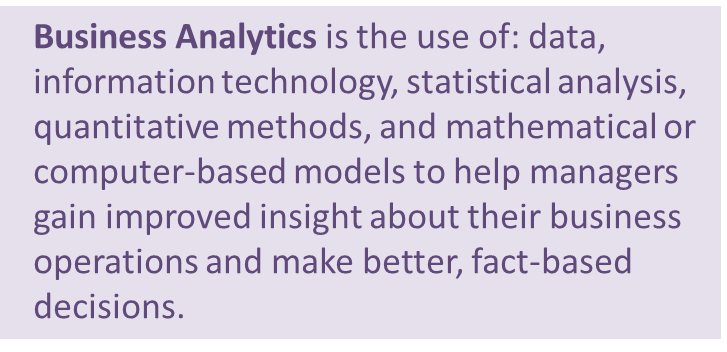 Business Analytics is the use of: data,
information technology, statistical analysis,
quantitative methods, and mathematical or
computer-based models to help managers
gain improved insight about their business
operations and make better, fact-based
decisions.